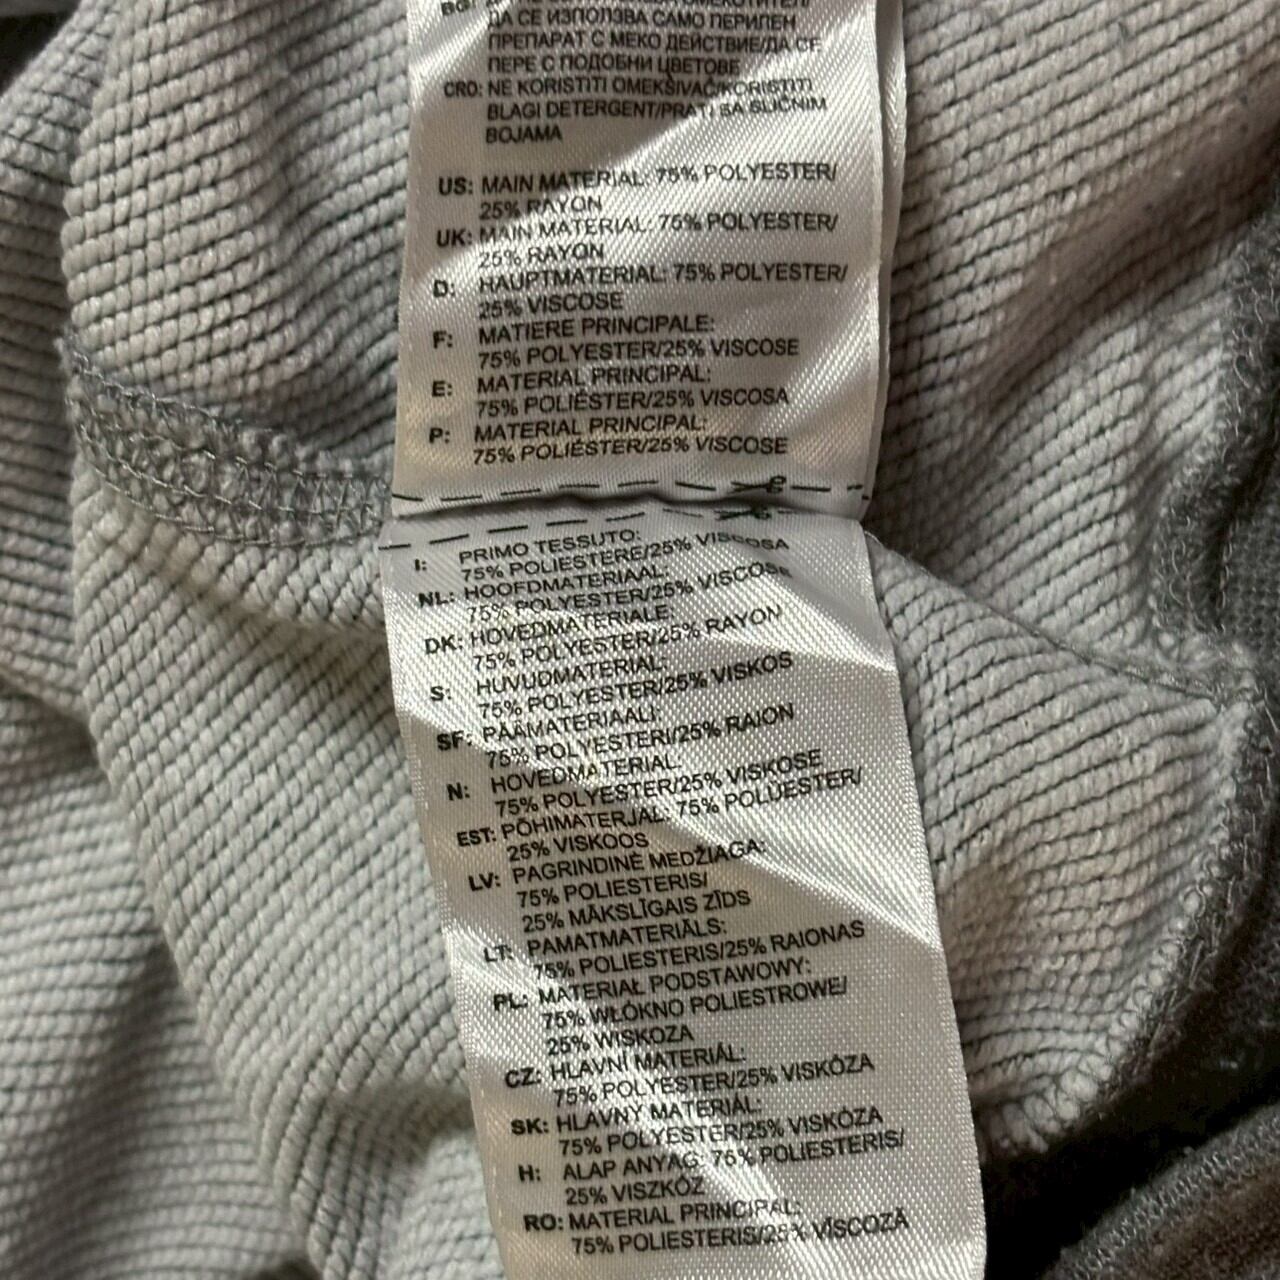 BG:
ДА СЕ ИЗПОЛЗВА САМО ПЕРИЛЕН
ПРЕПАРАТ С МЕКО ДЕЙСТВИЕ/ДА СЕ
ПЕРЕ С ПОДОБНИ ЦВЕТОВЕ
CRO: NE KORISTITI OMEKŠIVAČ/KORISTITI
BLAGI DETERGENT/PRATI SA SLIČNIM
BOJAMA
US: MAIN MATERIAL: 75% POLYESTER/
25% RAYON
UK: MAIN MATERIAL: 75% POLYESTER/
25% RAYON
D: HAUPTMATERIAL: 75% POLYESTER/
25% VISCOSE
F: MATIERE PRINCIPALE:
75% POLYESTER/25% VISCOSE
E: MATERIAL PRINCIPAL:
75% POLIÉSTER/25% VISCOSA
P: MATERIAL PRINCIPAL:
75% POLIÉSTER/25% VISCOSE
I: PRIMO TESSUTO:
75% POLIESTERE/25% VISCOSA
NL: HOOFDMATERIAAL:
75% POLYESTER/25% VISCOSE
DK: HOVEDMATERIALE:
75% POLYESTER/25% RAYON
S: HUVUDMATERIAL:
75% POLYESTER/25% VISKOS
SF: PÄÄMATERIAALI:
75% POLYESTERI/25% RAION
N: HOVEDMATERIAL:
75% POLYESTER/25% VISKOSE
EST: PÕHIMATERJAL: 75% POLÜESTER/
25% VISKOOS
LV: PAGRINDINĖ MEDŽIAGA:
75% POLIESTERIS/
25% MĀKSLĪGAIS ZĪDS
LT: PAMATMATERIĀLS:
75% POLIESTERIS/25% RAIONAS
PL: MATERIAŁ PODSTAWOWY:
75% WŁÓKNO POLIESTROWE/
25% WISKOZA
CZ: HLAVNÍ MATERIÁL:
75% POLYESTER/25% VISKÓZA
SK: HLAVNÝ MATERIÁL:
75% POLYESTER/25% VISKÓZA
H: ALAP ANYAG: 75% POLIESTERIS/
25% VISZKÓZ
RO: MATERIAL PRINCIPAL:
75% POLIESTERIS/25% VÎSCOZĂ